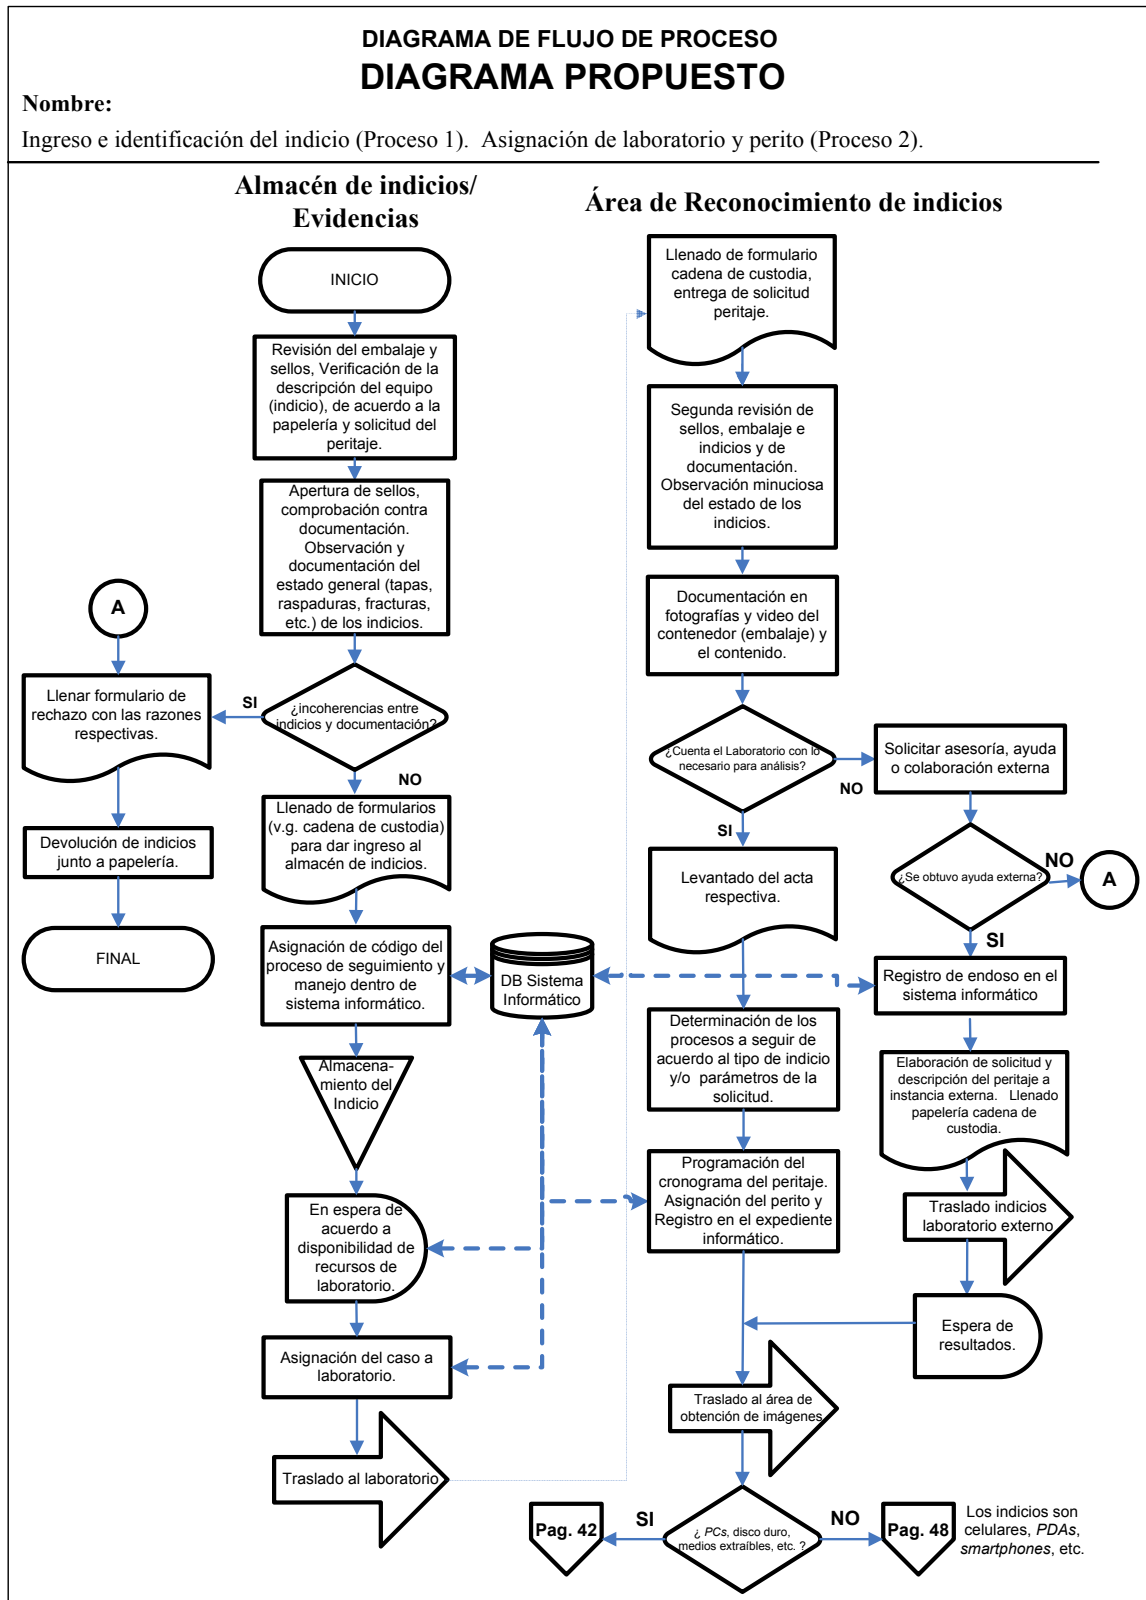 DIAGRAMA DE FLUJO DE PROCESO
DIAGRAMA PROPUESTO
Nombre:
Ingreso e identificación del indicio (Proceso 1).  Asignación de laboratorio y perito (Proceso 2).
Almacén de indicios/
Evidencias
INICIO
Revisión del embalaje y
sellos, Verificación de la
descripción del equipo
(indicio), de acuerdo a la
papelería y solicitud del
peritaje.
Apertura de sellos,
comprobación contra
documentación.
Observación y
documentación del
estado general (tapas,
raspaduras, fracturas,
etc.) de los indicios.
¿incoherencias entre
indicios y documentación?
SI
NO
A
Llenar formulario de
rechazo con las razones
respectivas.
Devolución de indicios
junto a papelería.
FINAL
Llenado de formularios
(v.g. cadena de custodia)
para dar ingreso al
almacén de indicios.
Asignación de código del
proceso de seguimiento y
manejo dentro de
sistema informático.
DB Sistema
Informático
Almacena-
miento del
Indicio
En espera de
acuerdo a
disponibilidad de
recursos de
laboratorio.
Asignación del caso a
laboratorio.
Traslado al laboratorio
Área de Reconocimiento de indicios
Llenado de formulario
cadena de custodia,
entrega de solicitud
peritaje.
Segunda revisión de
sellos, embalaje e
indicios y de
documentación.
Observación minuciosa
del estado de los
indicios.
Documentación en
fotografías y video del
contenedor (embalaje) y
el contenido.
¿Cuenta el Laboratorio con lo
necesario para análisis?
NO
SI
Solicitar asesoría, ayuda
o colaboración externa
¿Se obtuvo ayuda externa?
NO
A
SI
Registro de endoso en el
sistema informático
Elaboración de solicitud y
descripción del peritaje a
instancia externa.   Llenado
papelería cadena de
custodia.
Traslado indicios
laboratorio externo
Espera de
resultados.
Levantado del acta
respectiva.
Determinación de los
procesos a seguir de
acuerdo al tipo de indicio
y/o  parámetros de la
solicitud.
Programación del
cronograma del peritaje.
Asignación del perito y
Registro en el expediente
informático.
Traslado al área de
obtención de imágenes
¿ PCs, disco duro,
medios extraíbles, etc. ?
SI
Pag. 42
NO
Pag. 48
Los indicios son
celulares, PDAs,
smartphones, etc.